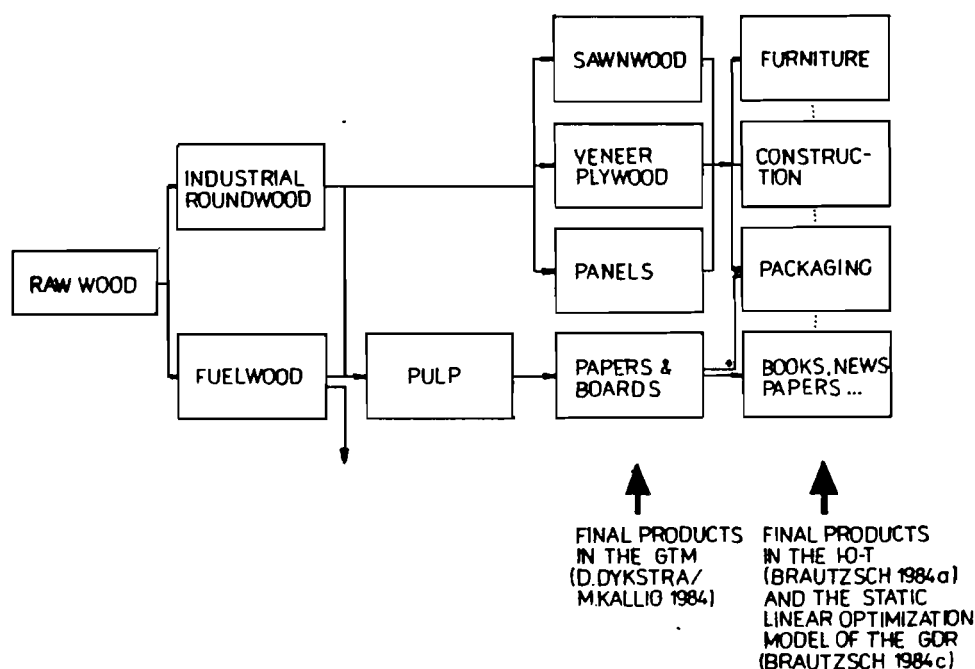 SAWNWOOD
FURNITURE
INDUSTRIAL
ROUNDWOOD
VENEER
PLYWOOD
CONSTRUC-
TION
RAW WOOD
PANELS
PACKAGING
FUELWOOD
PULP
PAPERS &
BOARDS
BOOKS, NEWS
PAPERS ...
FINAL PRODUCTS
IN THE GTM
(D.DYKSTRA/
M.KALLIO 1984)
FINAL PRODUCTS
IN THE I-O-T
(BRAUTZSCH 1984a)
AND THE STATIC
LINEAR OPTIMIZATION
MODEL OF THE GDR
(BRAUTZSCH 1984c)